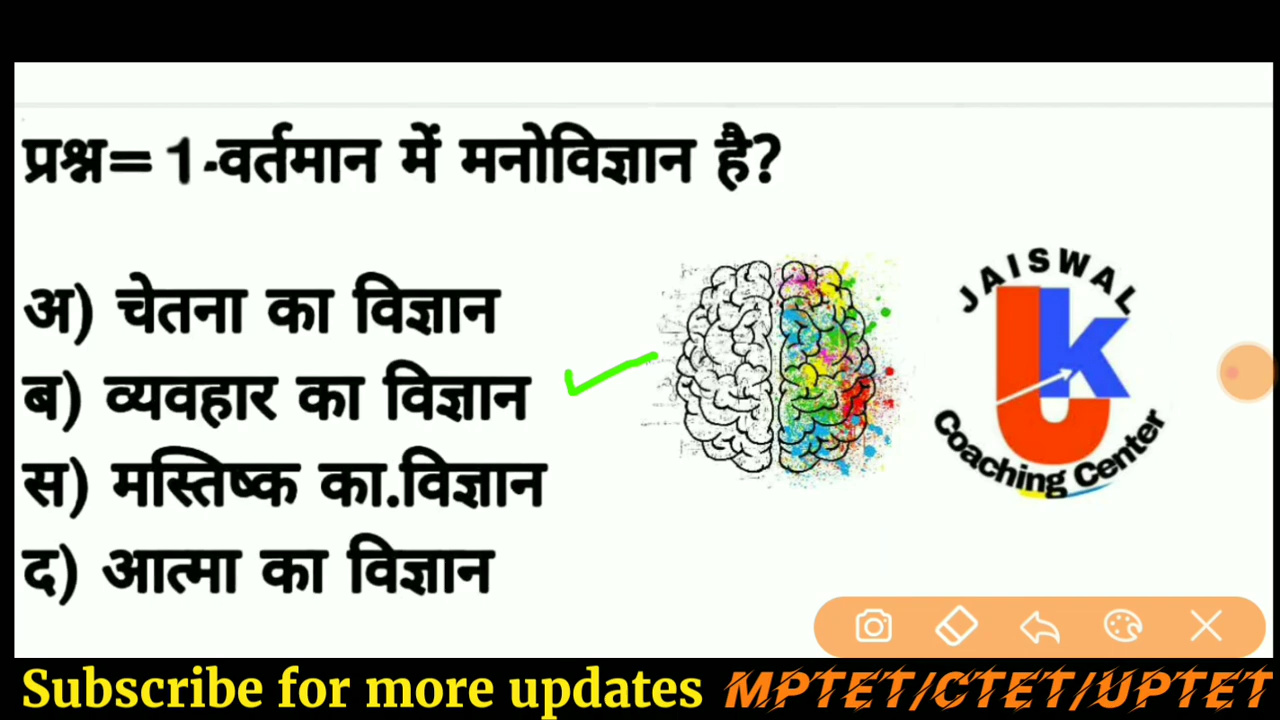 प्रश्न= 1-वर्तमान में मनोविज्ञान है?
अ) चेतना का विज्ञान
ब) व्यवहार का विज्ञान
स) मस्तिष्क का.विज्ञान
द) आत्मा का विज्ञान
JAISWAL
JK
Coaching Center
Subscribe for more updates MPTET/CTET/UPTET